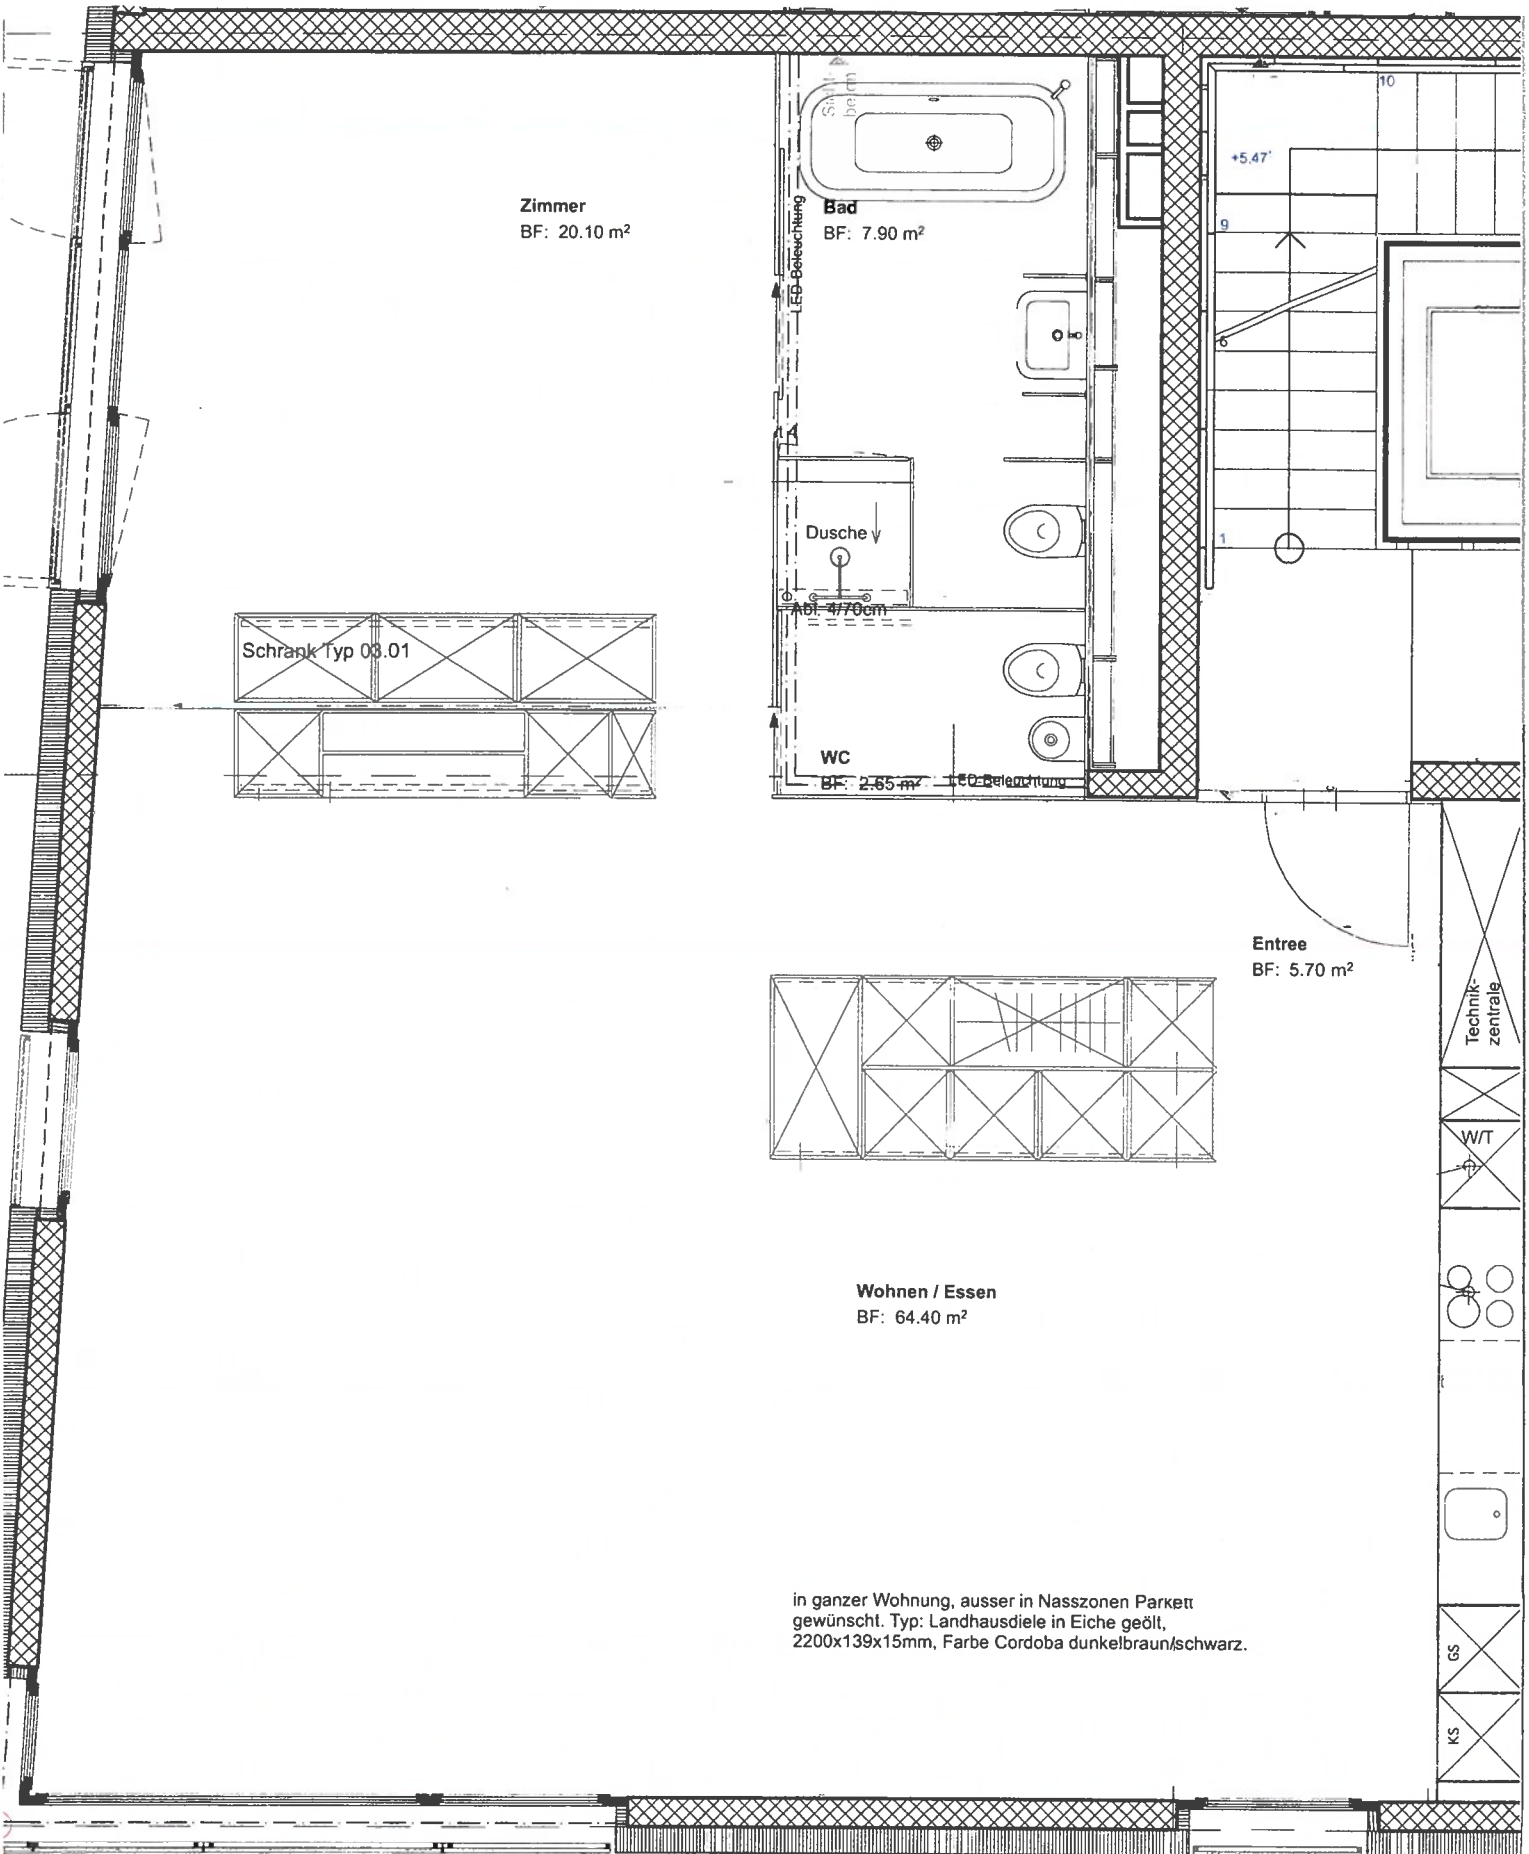 10
+5.47
9
6
1
Zimmer
BF: 20.10 m²
LED-Beleuchtung
Bad
BF: 7.90 m²
Dusche
Abl. 4/70cm
Schrank Typ 03.01
WC
BF: 2.65 m²
LED-Beleuchtung
Entree
BF: 5.70 m²
Technik-
zentrale
W/T
Wohnen / Essen
BF: 64.40 m²
in ganzer Wohnung, ausser in Nasszonen Parkett
gewünscht. Typ: Landhausdiele in Eiche geölt,
2200x139x15mm, Farbe Cordoba dunkelbraun/schwarz.
GS
KS